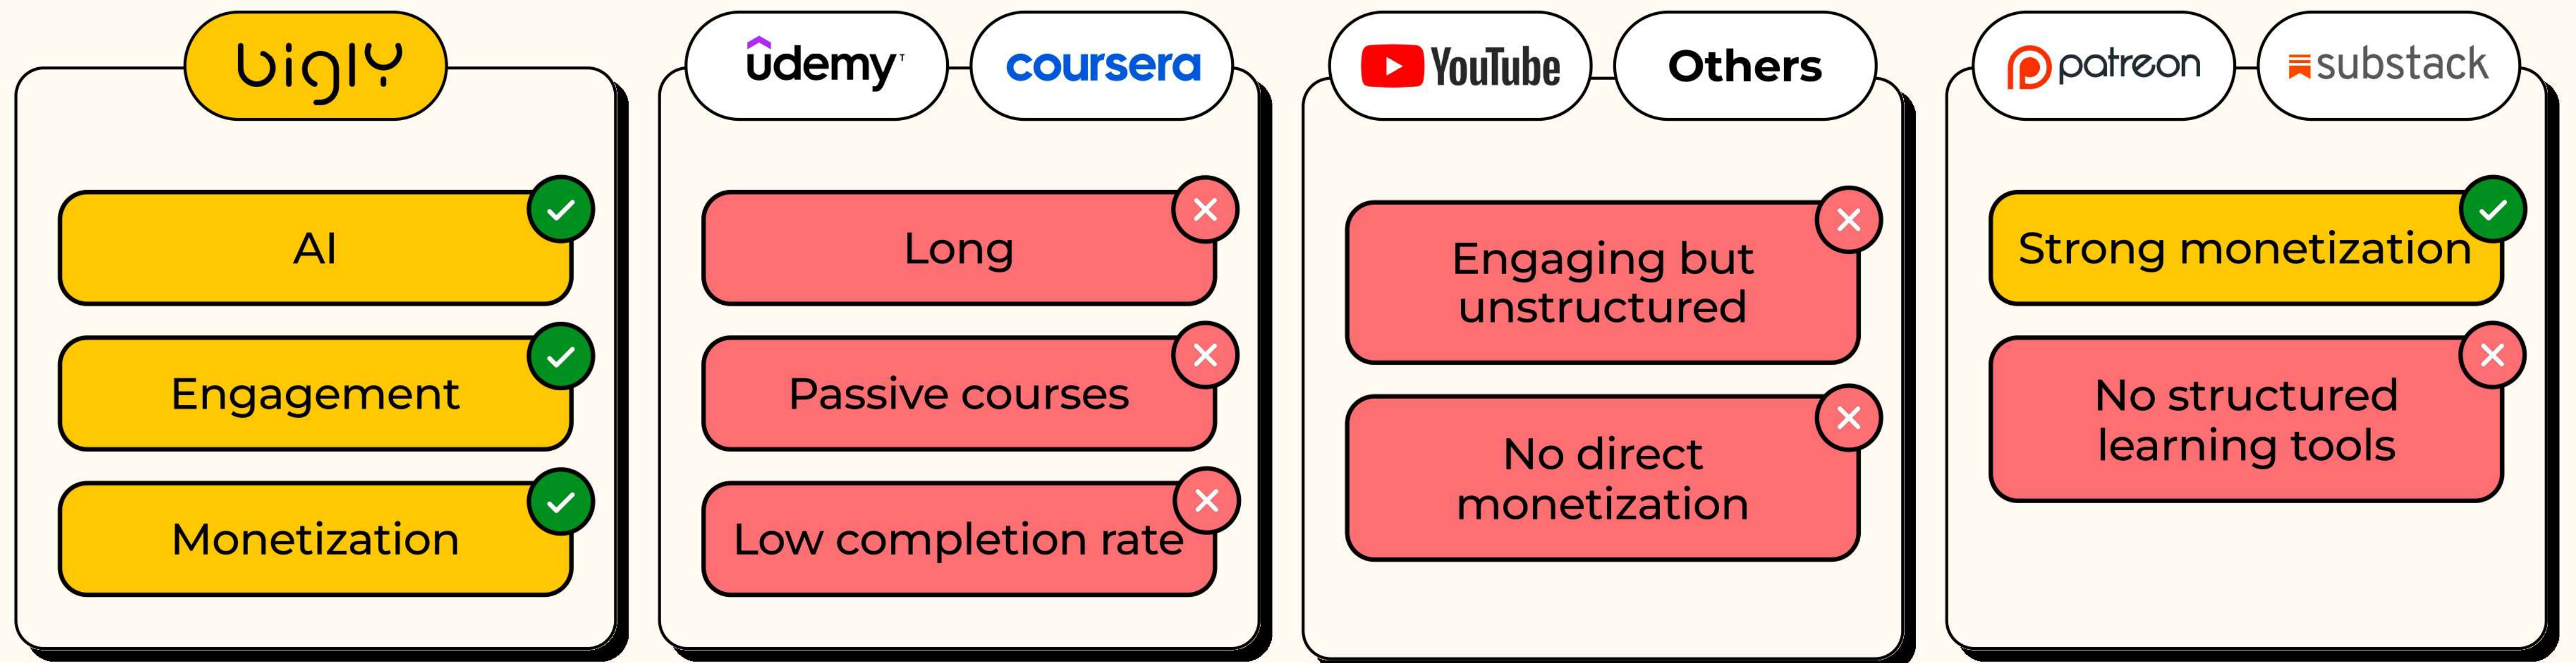 bigly
AI
Engagement
Monetization
udemy
coursera
Long
Passive courses
Low completion rate
YouTube
Others
Engaging but
unstructured
No direct
monetization
patreon
substack
Strong monetization
No structured
learning tools